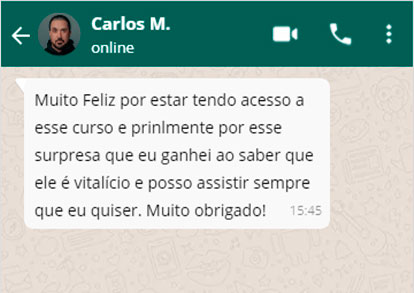 Carlos M.
online
Muito Feliz por estar tendo acesso a
esse curso e prinlmente por esse
surpresa que eu ganhei ao saber que
ele é vitalício e posso assistir sempre
que eu quiser. Muito obrigado! 15:45